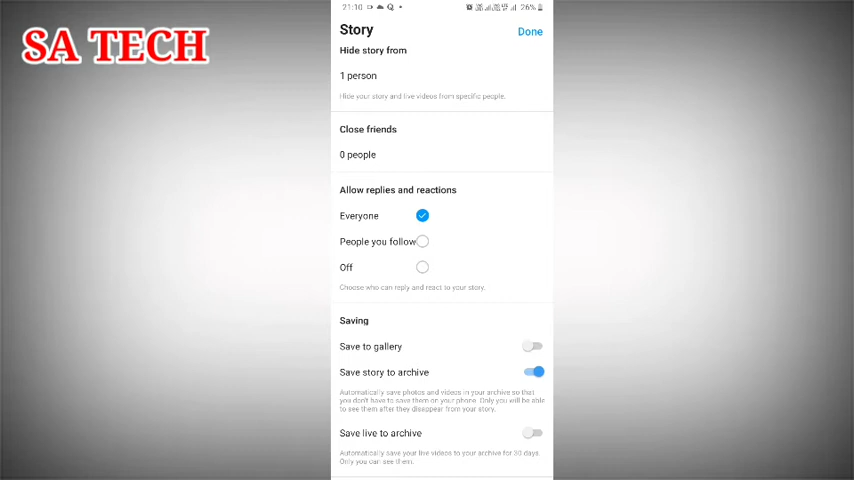 SA TECH
21:10
26%
Story
Done
Hide story from
1 person
Hide your story and live videos from specific people.
Close friends
0 people
Allow replies and reactions
Everyone
People you follow
Off
Choose who can reply and react to your story.
Saving
Save to gallery
Save story to archive
Automatically save photos and videos in your archive so that
you don't have to save them on your phone. Only you will be able
to see them after they disappear from your story.
Save live to archive
Automatically save your live videos to your archive for 30 days.
Only you can see them.